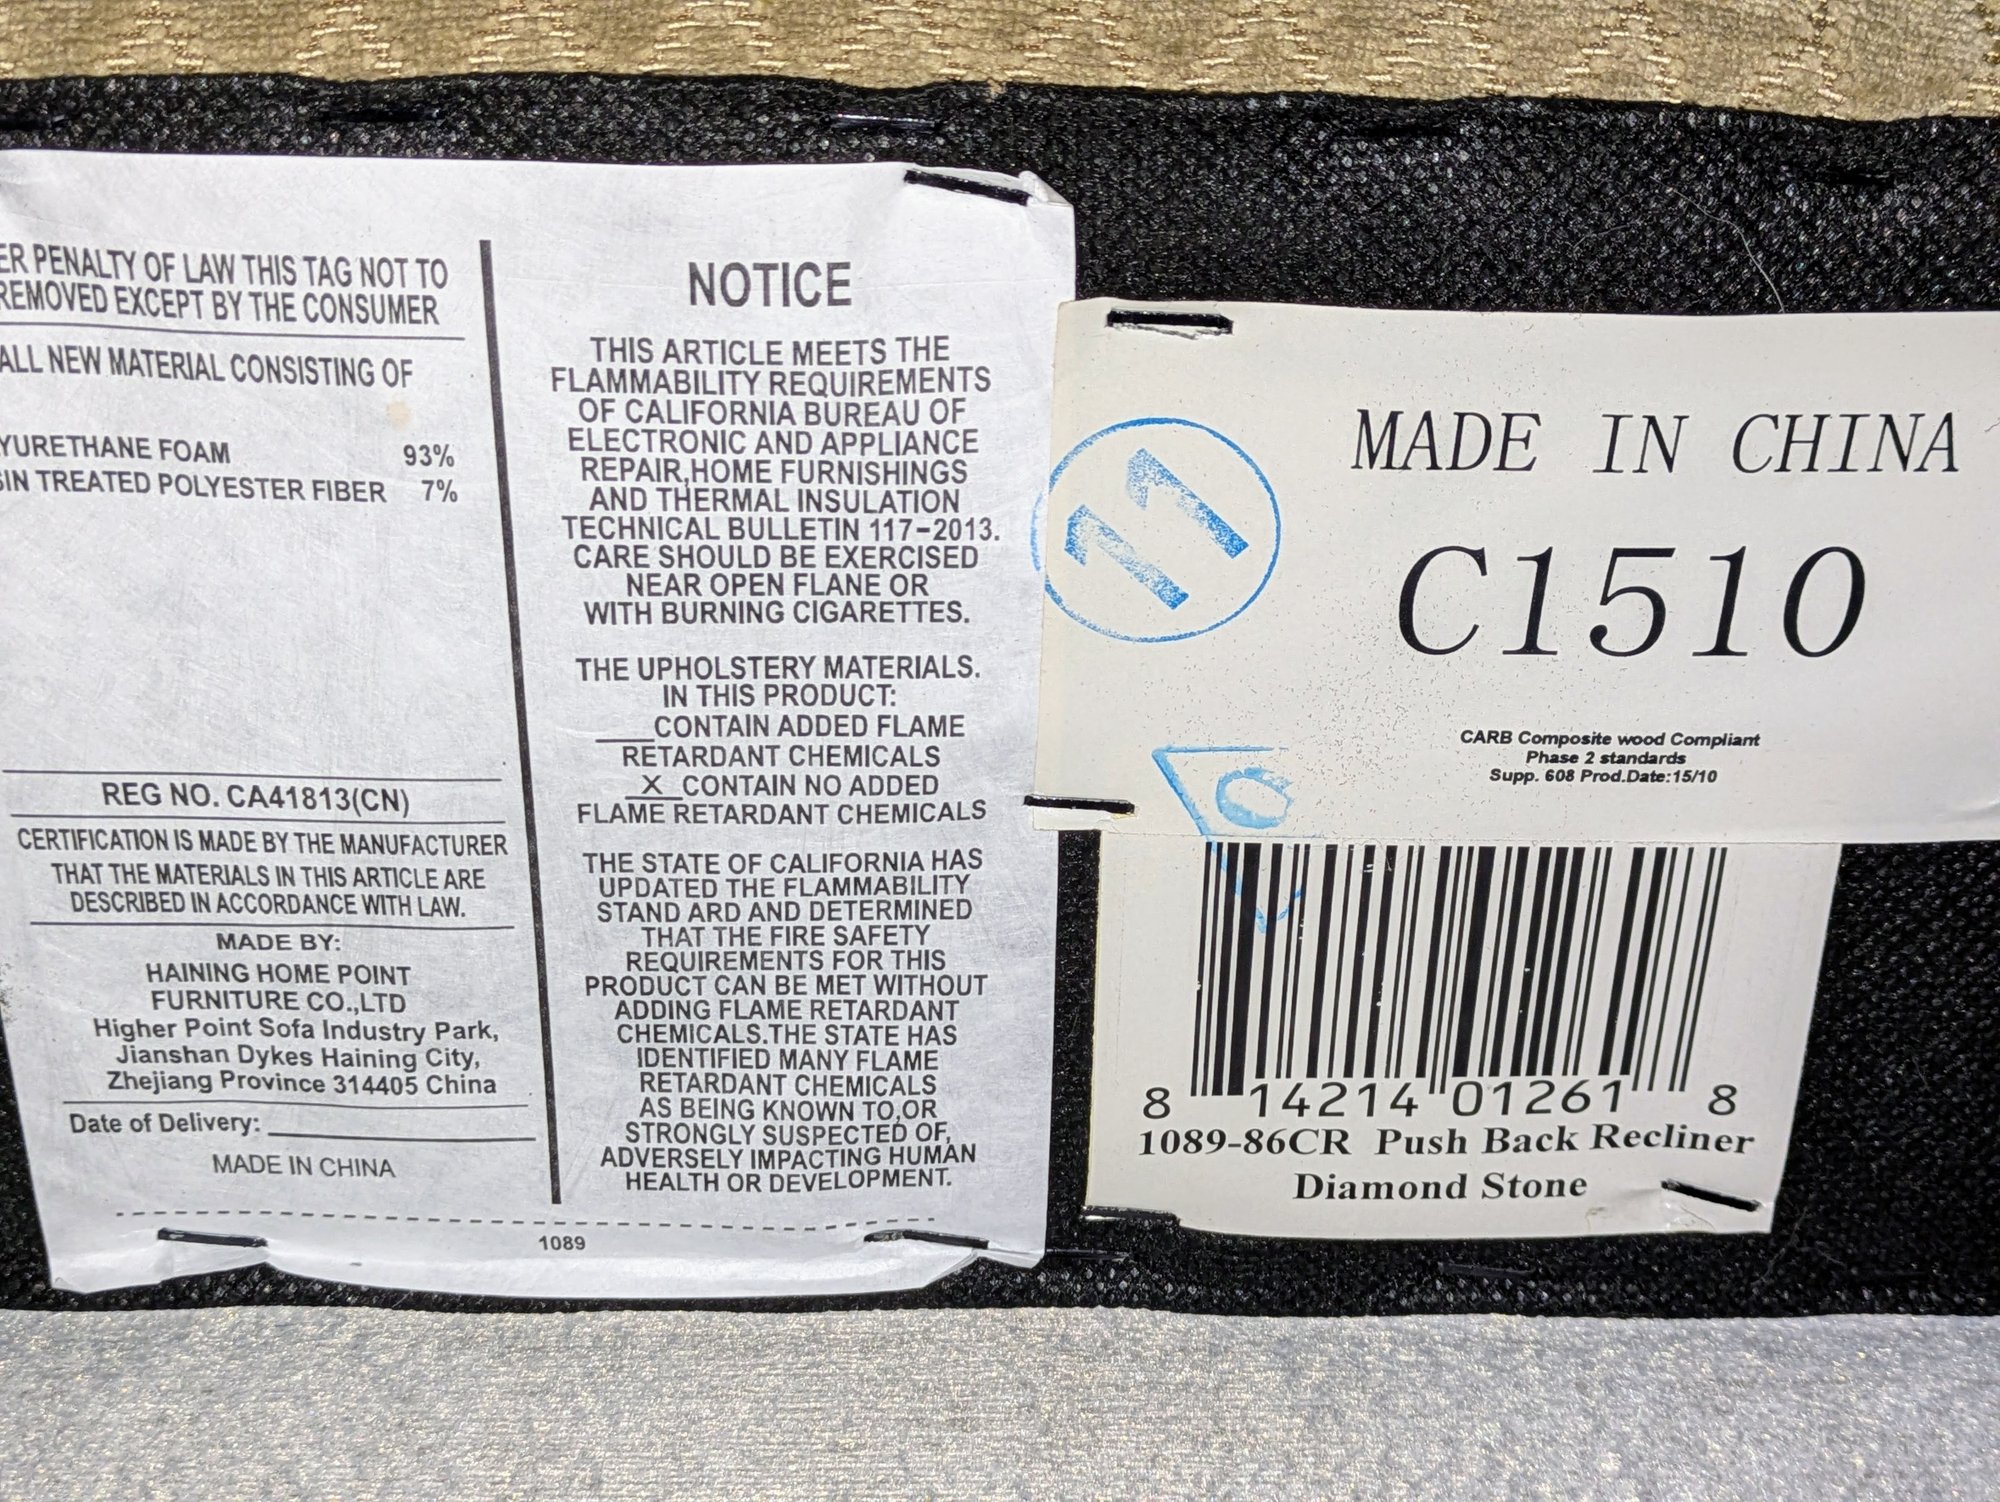 ER PENALTY OF LAW THIS TAG NOT TO
REMOVED EXCEPT BY THE CONSUMER
ALL NEW MATERIAL CONSISTING OF
YURETHANE FOAM 93%
IN TREATED POLYESTER FIBER 7%
REG NO. CA41813(CN)
CERTIFICATION IS MADE BY THE MANUFACTURER
THAT THE MATERIALS IN THIS ARTICLE ARE
DESCRIBED IN ACCORDANCE WITH LAW.
MADE BY:
HAINING HOME POINT
FURNITURE CO.,LTD
Higher Point Sofa Industry Park,
Jianshan Dykes Haining City,
Zhejiang Province 314405 China
Date of Delivery:
MADE IN CHINA
NOTICE
THIS ARTICLE MEETS THE
FLAMMABILITY REQUIREMENTS
OF CALIFORNIA BUREAU OF
ELECTRONIC AND APPLIANCE
REPAIR,HOME FURNISHINGS
AND THERMAL INSULATION
TECHNICAL BULLETIN 117-2013.
CARE SHOULD BE EXERCISED
NEAR OPEN FLANE OR
WITH BURNING CIGARETTES.
THE UPHOLSTERY MATERIALS.
IN THIS PRODUCT:
___CONTAIN ADDED FLAME
RETARDANT CHEMICALS
_X_CONTAIN NO ADDED
FLAME RETARDANT CHEMICALS
THE STATE OF CALIFORNIA HAS
UPDATED THE FLAMMABILITY
STAND ARD AND DETERMINED
THAT THE FIRE SAFETY
REQUIREMENTS FOR THIS
PRODUCT CAN BE MET WITHOUT
ADDING FLAME RETARDANT
CHEMICALS.THE STATE HAS
IDENTIFIED MANY FLAME
RETARDANT CHEMICALS
AS BEING KNOWN TO,OR
STRONGLY SUSPECTED OF,
ADVERSELY IMPACTING HUMAN
HEALTH OR DEVELOPMENT.
1089
11
MADE IN CHINA
C1510
CARB Composite wood Compliant
Phase 2 standards
Supp. 608 Prod.Date:15/10
8 14214 01261 8
1089-86CR Push Back Recliner
Diamond Stone